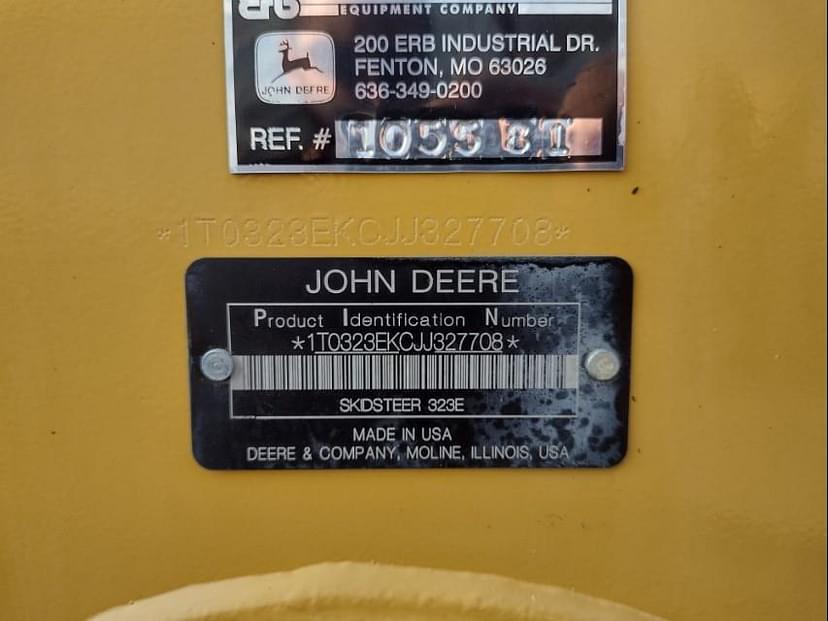 Erb
EQUIPMENT COMPANY
200 ERB INDUSTRIAL DR.
FENTON, MO 63026
636-349-0200
JOHN DEERE
REF. # 105581
*1T0323EKCJJ327708*
JOHN DEERE
Product Identification Number
*1T0323EKCJJ327708*
SKIDSTEER 323E
MADE IN USA
DEERE & COMPANY, MOLINE, ILLINOIS, USA